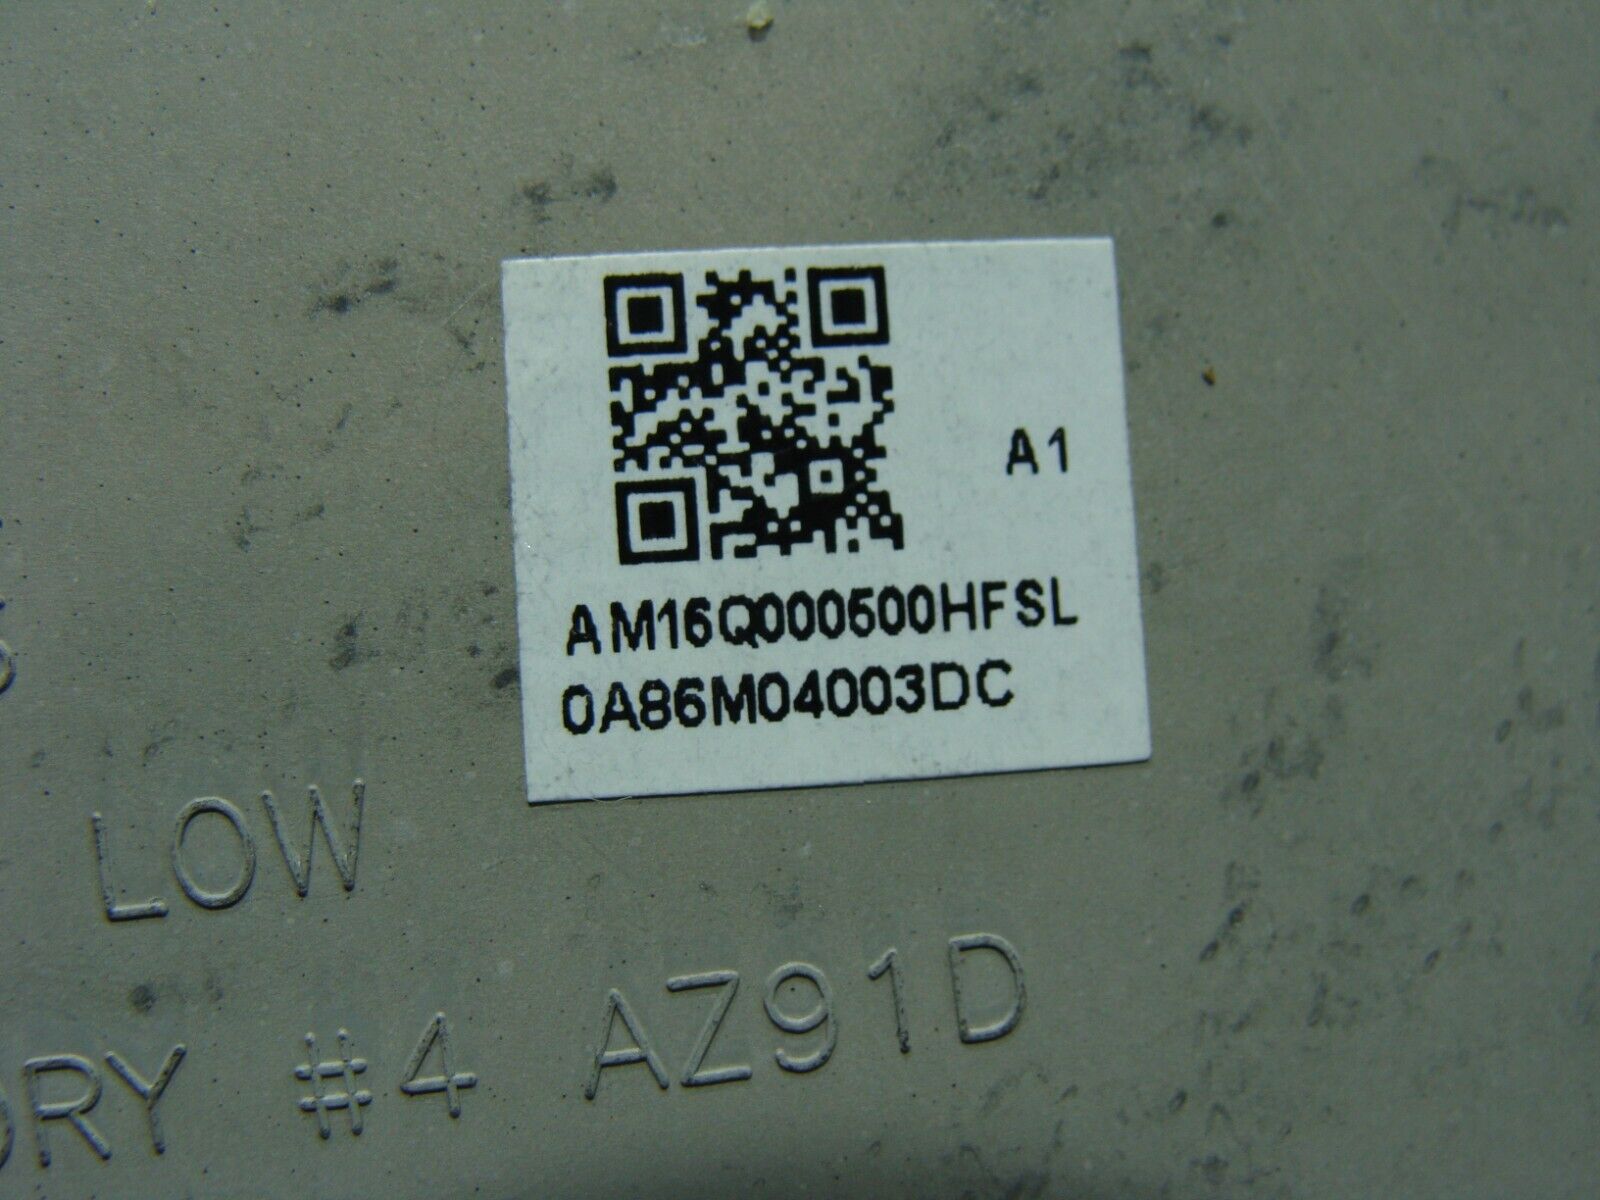 A1
AM16Q000500HFSL
0A86M04003DC
LOW
ORY #4 AZ91D